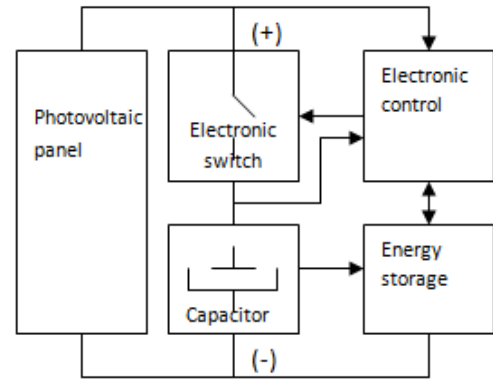 (+)
Photovoltaic
panel
Electronic
switch
Electronic
control
Capacitor
Energy
storage
(-)